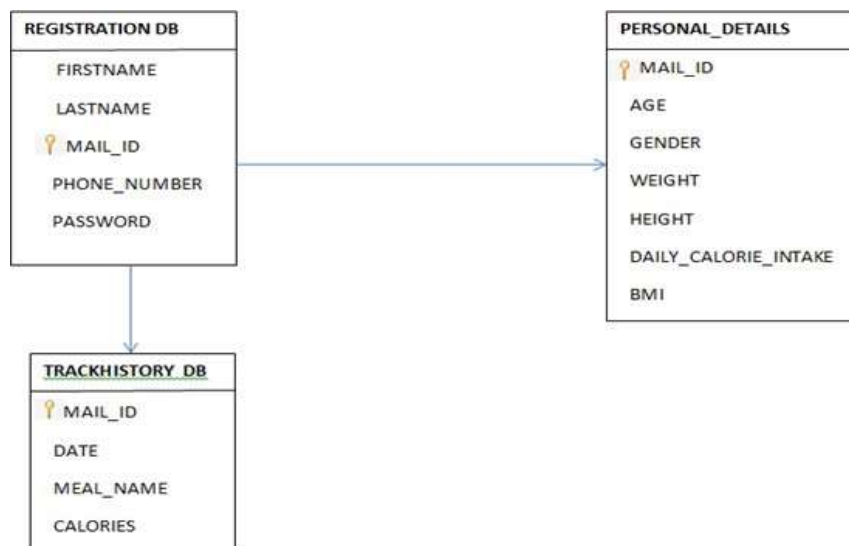 REGISTRATION DB
FIRSTNAME
LASTNAME
MAIL_ID
PHONE_NUMBER
PASSWORD
PERSONAL_DETAILS
MAIL_ID
AGE
GENDER
WEIGHT
HEIGHT
DAILY_CALORIE_INTAKE
BMI
TRACKHISTORY_DB
MAIL_ID
DATE
MEAL_NAME
CALORIES